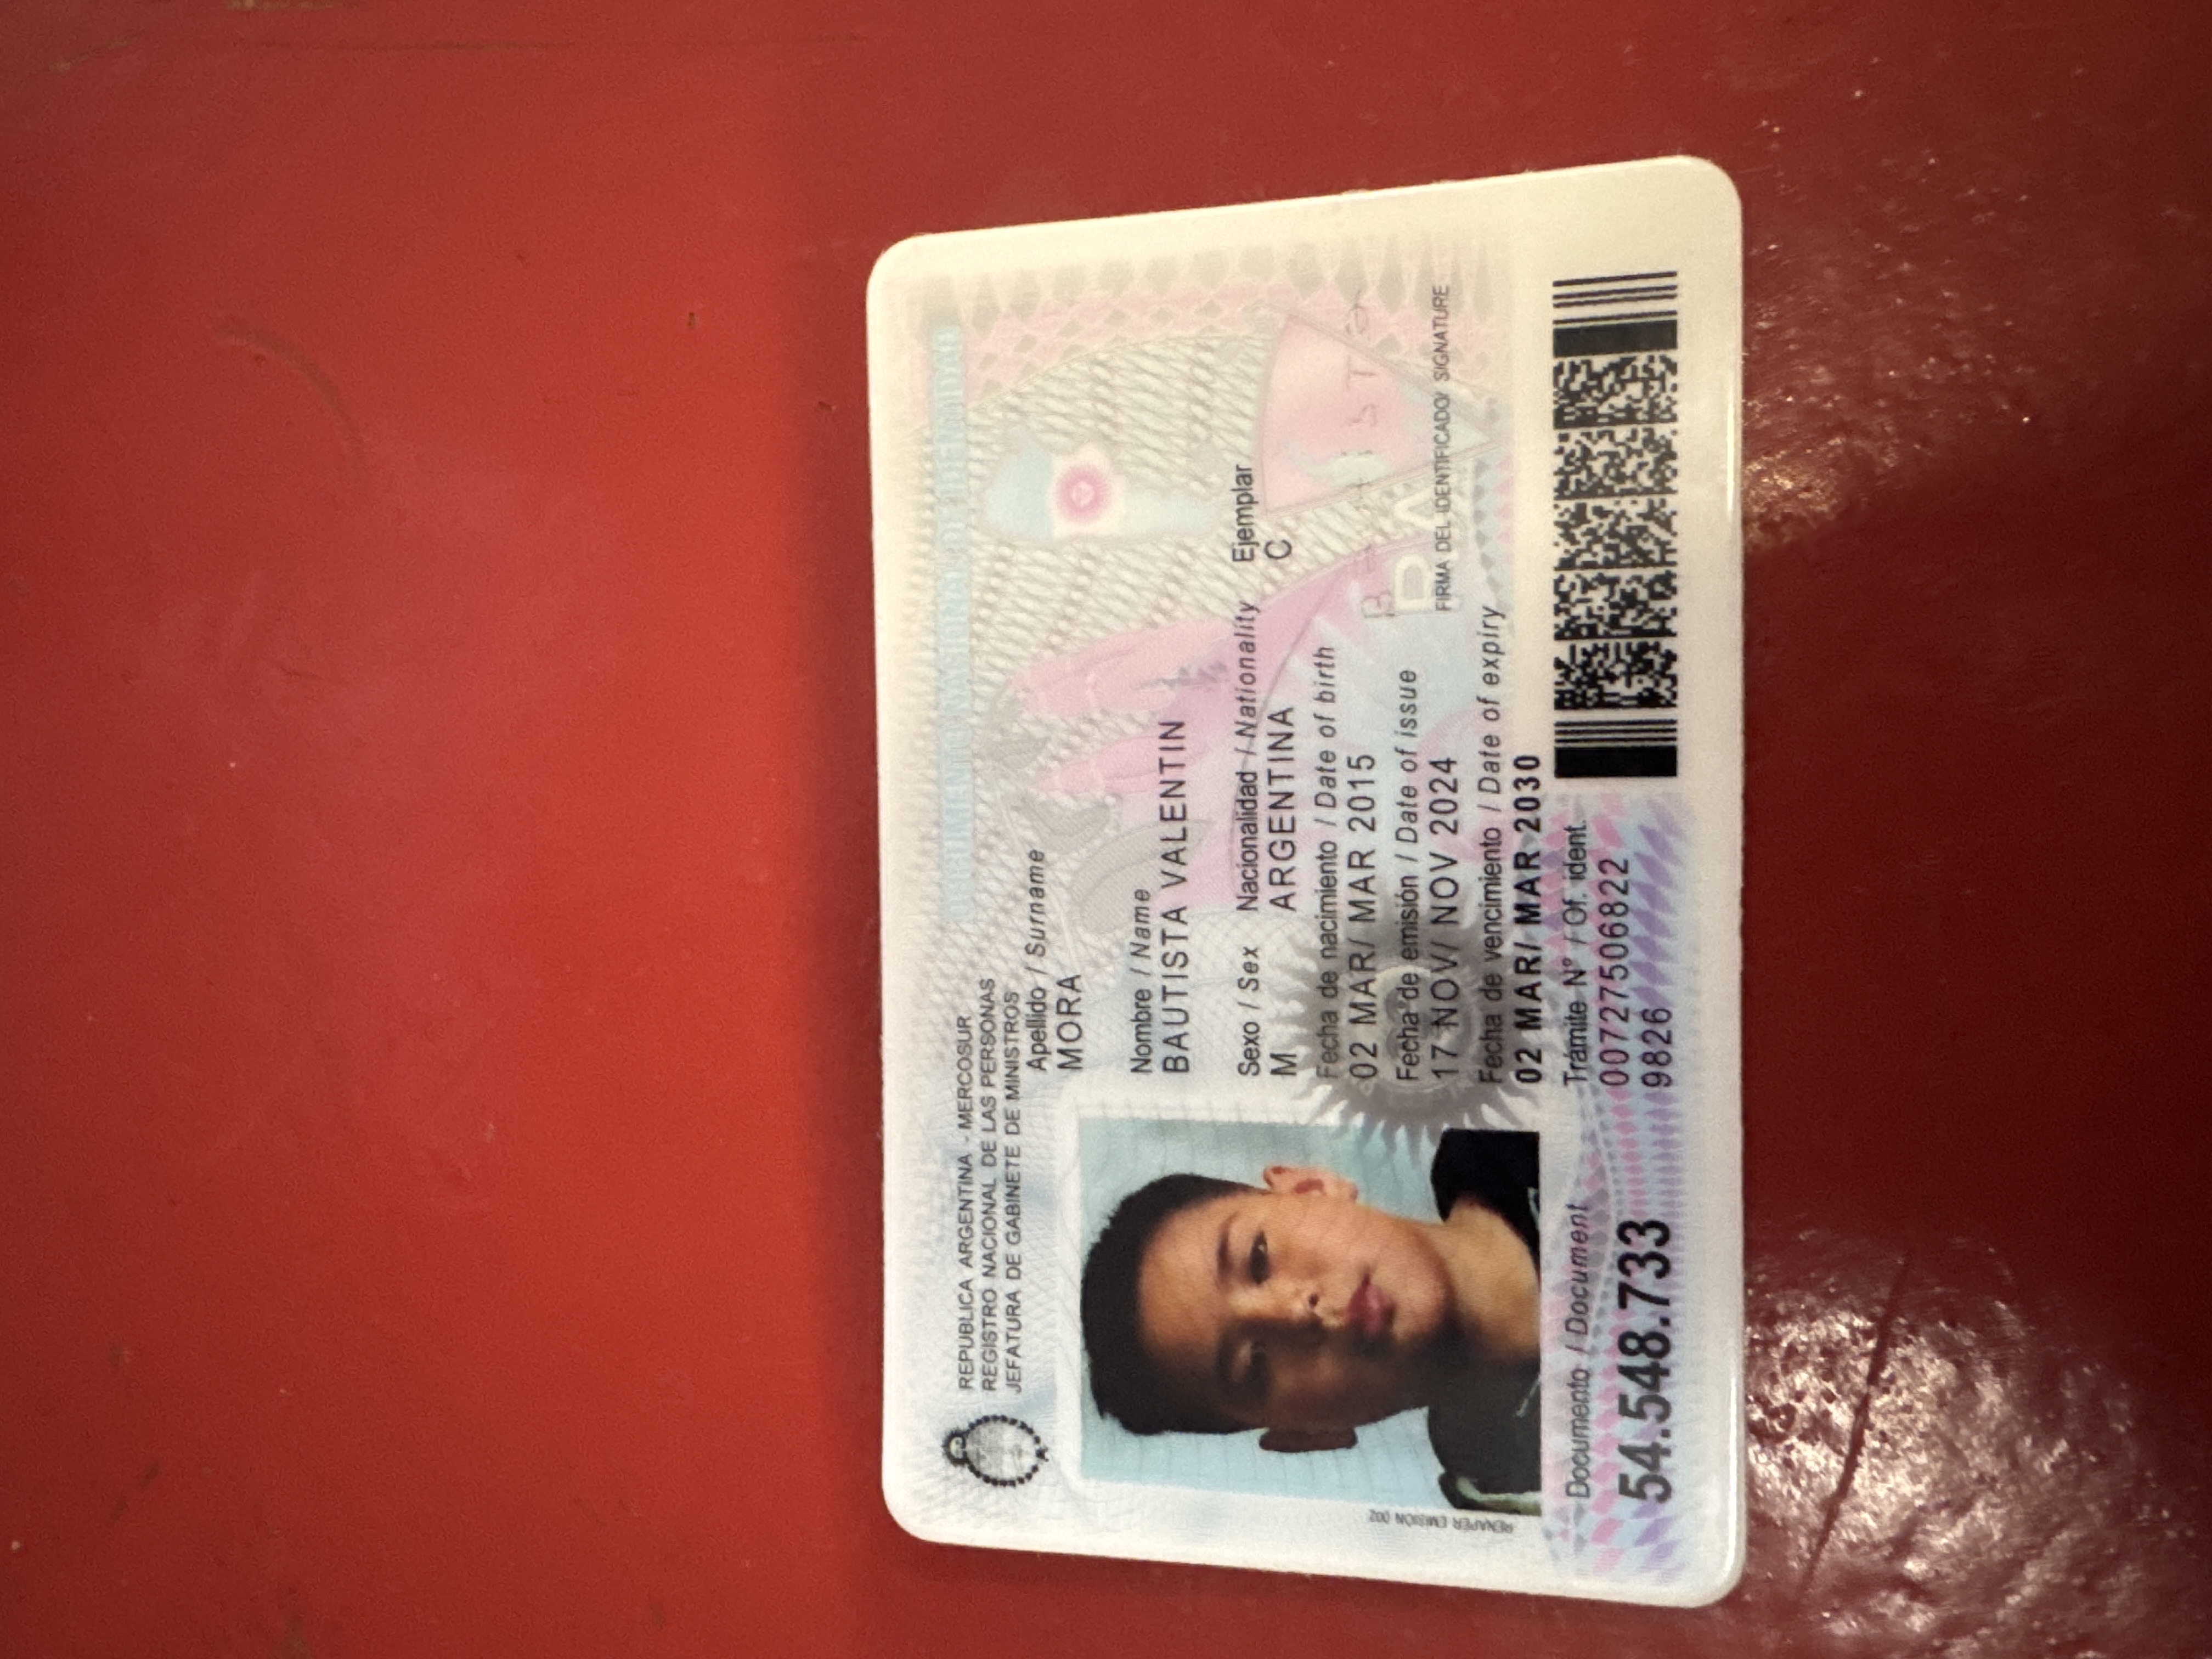 REPUBLICA ARGENTINA - MERCOSUR
REGISTRO NACIONAL DE LAS PERSONAS
JEFATURA DE GABINETE DE MINISTROS
DOCUMENTO NACIONAL DE IDENTIDAD
Apellido / Surname
MORA
Nombre / Name
BAUTISTA VALENTIN
Sexo / Sex Nacionalidad / Nationality Ejemplar
M ARGENTINA C
Fecha de nacimiento / Date of birth
02 MAR/ MAR 2015
Fecha de emisión / Date of issue
17 NOV/ NOV 2024
RA
FIRMA DEL IDENTIFICADO/ SIGNATURE
Fecha de vencimiento / Date of expiry
02 MAR/ MAR 2030
RENAPER EMISION 002
Documento / Document
54.548.733
Trámite N° / Of. ident.
00727506822
9826